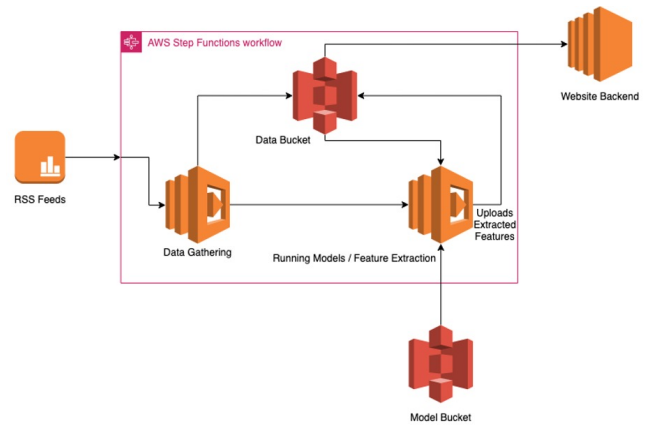 AWS Step Functions workflow
Website Backend
Data Bucket
RSS Feeds
Uploads
Extracted
Features
Data Gathering
Running Models / Feature Extraction
Model Bucket